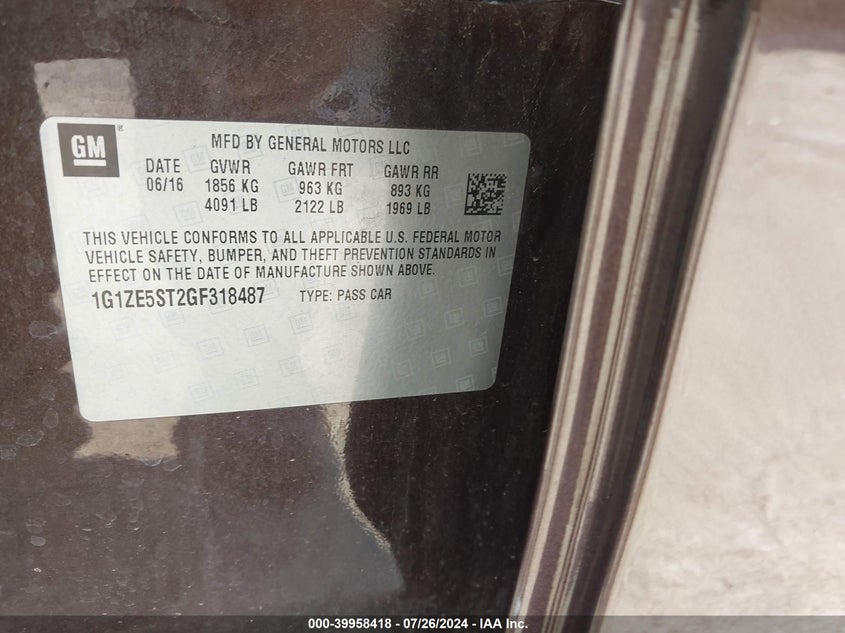 GM ®
MFD BY GENERAL MOTORS LLC
DATE GVWR GAWR FRT GAWR RR
06/16 1856 KG 963 KG 893 KG
4091 LB 2122 LB 1969 LB
THIS VEHICLE CONFORMS TO ALL APPLICABLE U.S. FEDERAL MOTOR
VEHICLE SAFETY, BUMPER, AND THEFT PREVENTION STANDARDS IN
EFFECT ON THE DATE OF MANUFACTURE SHOWN ABOVE.
1G1ZE5ST2GF318487 TYPE: PASS CAR
000-39958418 - 07/26/2024 - IAA Inc.